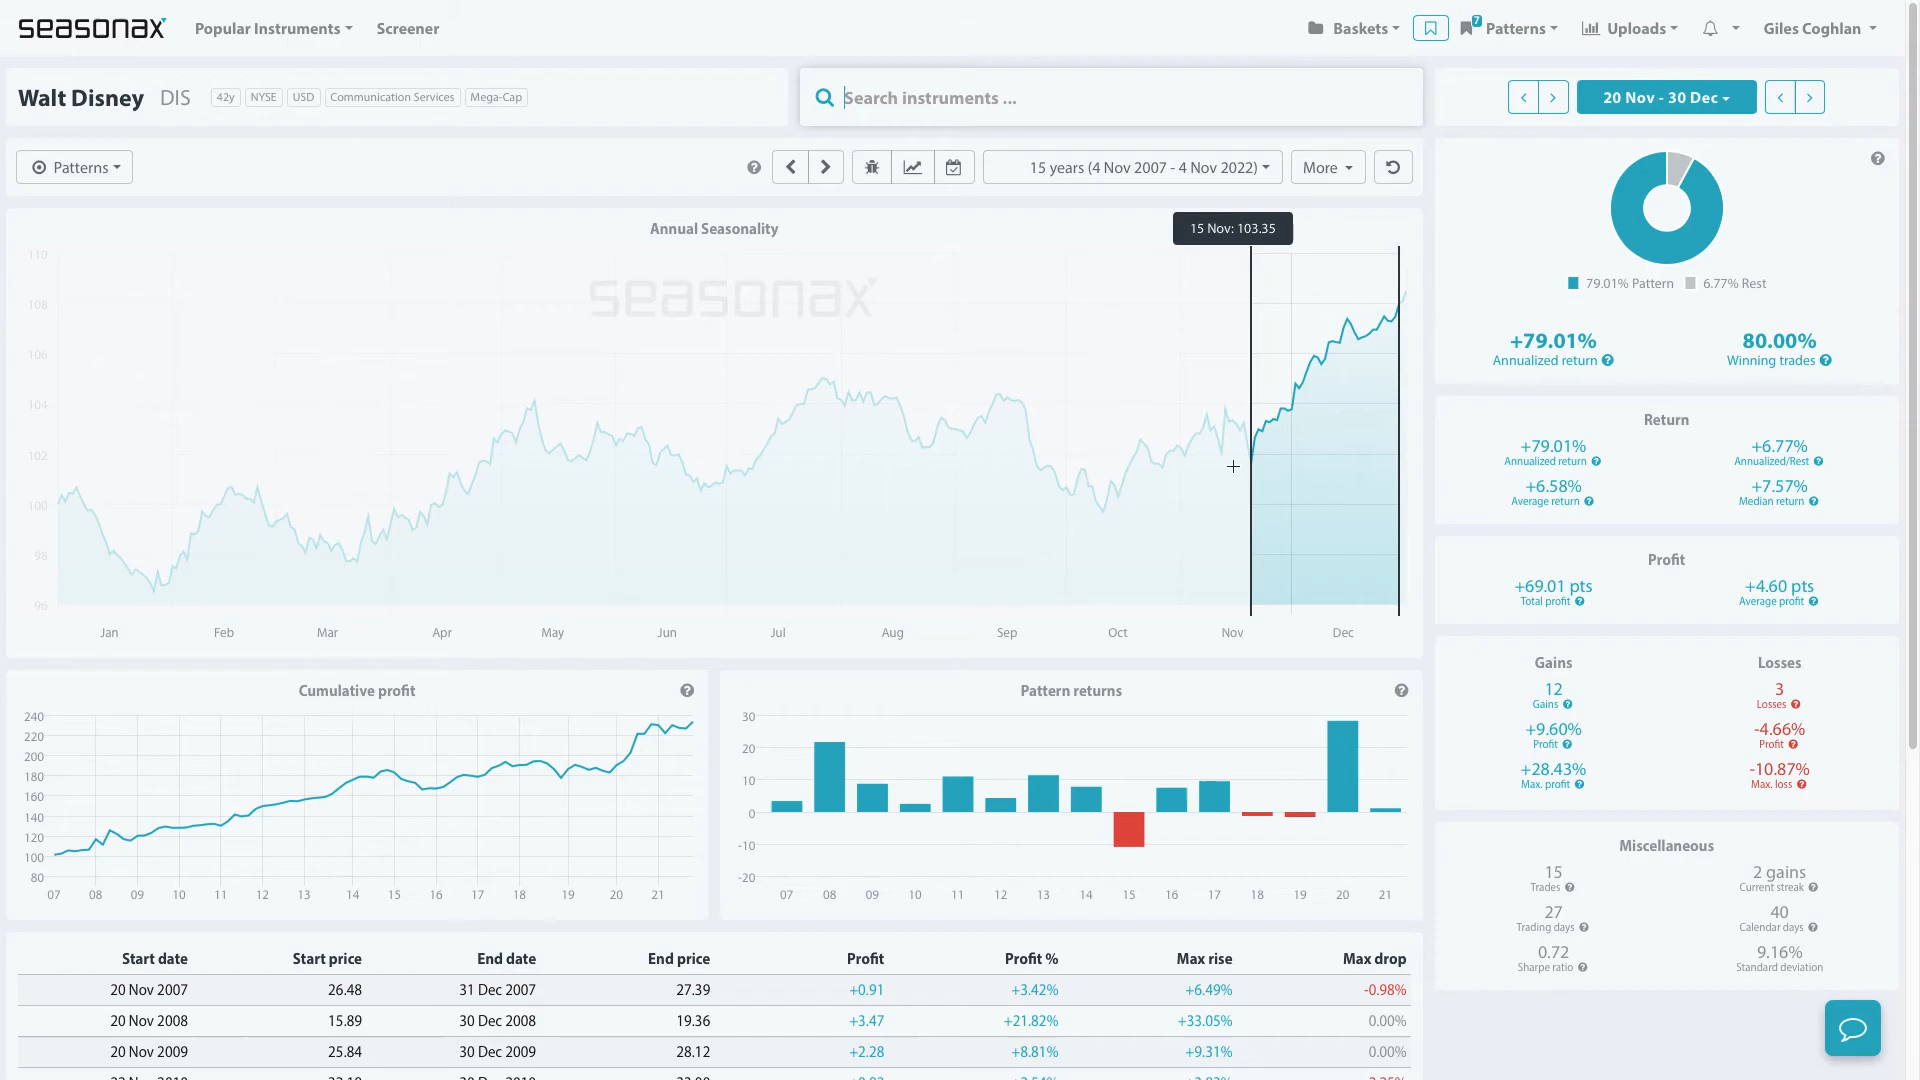 seasonax Popular Instruments Screener Baskets 7 Patterns Uploads Giles Coghlan
Walt Disney DIS 42y NYSE USD Communication Services Mega-Cap
Search instruments ...
20 Nov - 30 Dec
Patterns 15 years (4 Nov 2007 - 4 Nov 2022) More
Annual Seasonality
15 Nov: 103.35
seasonax
110
108
106
104
102
100
98
96
Jan Feb Mar Apr May Jun Jul Aug Sep Oct Nov Dec
79.01% Pattern 6.77% Rest
+79.01% 80.00%
Annualized return Winning trades
Return
+79.01% +6.77%
Annualized return Annualized/Rest
+6.58% +7.57%
Average return Median return
Profit
+69.01 pts +4.60 pts
Total profit Average profit
Gains Losses
12 3
Gains Losses
+9.60% -4.66%
Profit Profit
+28.43% -10.87%
Max. profit Max. loss
Miscellaneous
15 2 gains
Trades Current streak
27 40
Trading days Calendar days
0.72 9.16%
Sharpe ratio Standard deviation
Cumulative profit
240
220
200
180
160
140
120
100
80
07 08 09 10 11 12 13 14 15 16 17 18 19 20 21
Pattern returns
30
20
10
0
-10
-20
07 08 09 10 11 12 13 14 15 16 17 18 19 20 21
Start date Start price End date End price Profit Profit % Max rise Max drop
20 Nov 2007 26.48 31 Dec 2007 27.39 +0.91 +3.42% +6.49% -0.98%
20 Nov 2008 15.89 30 Dec 2008 19.36 +3.47 +21.82% +33.05% 0.00%
20 Nov 2009 25.84 30 Dec 2009 28.12 +2.28 +8.81% +9.31% 0.00%